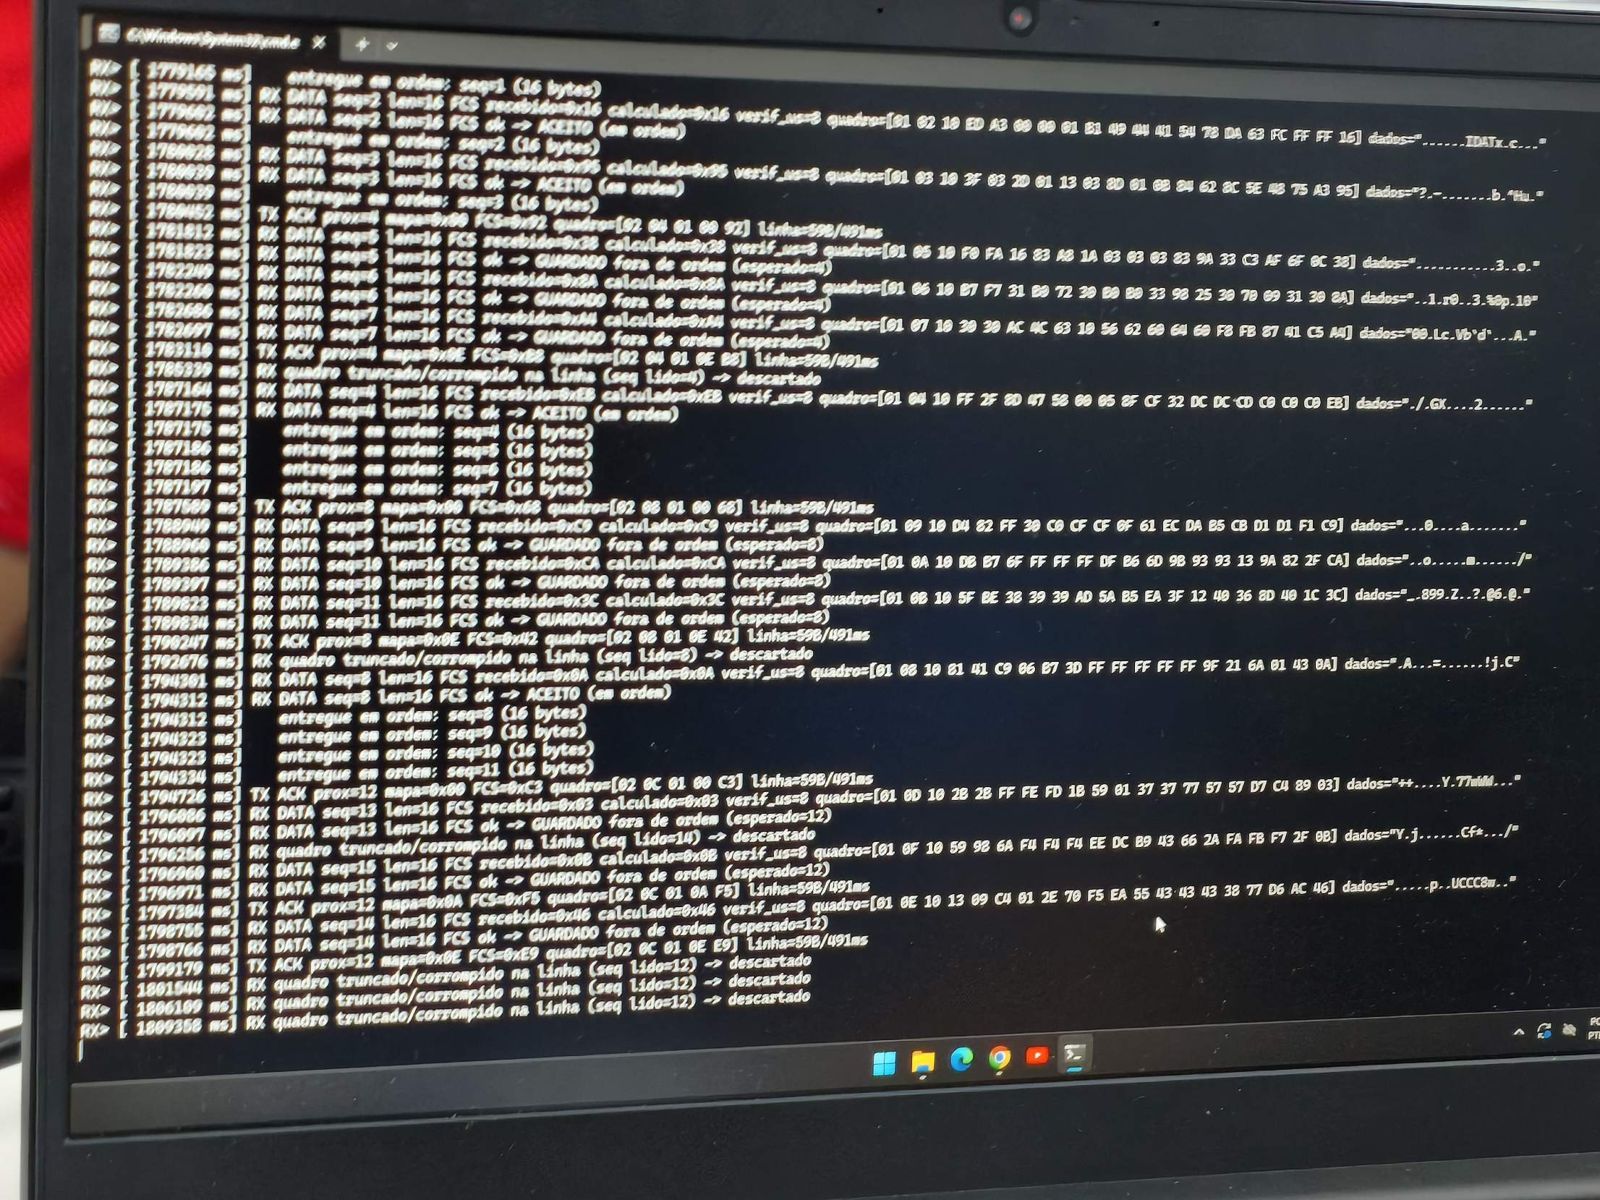 C:\Windows\System32\cmd.e
RX> [ 1779165 ms] entregue em ordem: seq=1 (16 bytes)
RX> [ 1779591 ms] RX DATA seq=2 len=16 FCS recebido=0x16 calculado=0x16 verif_us=8 quadro=[01 02 10 ED A3 00 00 01 B1 49 44 41 54 78 DA 63 FC FF FF 16] dados="......IDATx.c..."
RX> [ 1779602 ms] RX DATA seq=2 len=16 FCS ok -> ACEITO (em ordem)
RX> [ 1779602 ms] entregue em ordem: seq=2 (16 bytes)
RX> [ 1780028 ms] RX DATA seq=3 len=16 FCS recebido=0x95 calculado=0x95 verif_us=8 quadro=[01 03 10 3F 03 2D 01 13 03 8D 01 0B 84 62 8C 5E 48 75 A3 95] dados="?.-.......b.^Hu."
RX> [ 1780039 ms] RX DATA seq=3 len=16 FCS ok -> ACEITO (em ordem)
RX> [ 1780039 ms] entregue em ordem: seq=3 (16 bytes)
RX> [ 1780452 ms] TX ACK prox=4 mapa=0x00 FCS=0x92 quadro=[02 04 01 00 92] linha=59B/491ms
RX> [ 1781812 ms] RX DATA seq=5 len=16 FCS recebido=0x38 calculado=0x38 verif_us=8 quadro=[01 05 10 F0 FA 16 83 A8 1A 03 03 03 83 9A 33 C3 AF 6F 0C 38] dados="...........3..o."
RX> [ 1781823 ms] RX DATA seq=5 len=16 FCS ok -> GUARDADO fora de ordem (esperado=4)
RX> [ 1782249 ms] RX DATA seq=6 len=16 FCS recebido=0x8A calculado=0x8A verif_us=8 quadro=[01 06 10 B7 F7 31 B0 72 30 B0 B0 33 98 25 30 70 09 31 30 8A] dados="..1.r0..3.%0p.10"
RX> [ 1782260 ms] RX DATA seq=6 len=16 FCS ok -> GUARDADO fora de ordem (esperado=4)
RX> [ 1782686 ms] RX DATA seq=7 len=16 FCS recebido=0xA4 calculado=0xA4 verif_us=8 quadro=[01 07 10 30 30 AC 4C 63 10 56 62 60 64 60 F8 FB 87 41 C5 A4] dados="00.Lc.Vb`d`...A."
RX> [ 1782697 ms] RX DATA seq=7 len=16 FCS ok -> GUARDADO fora de ordem (esperado=4)
RX> [ 1783110 ms] TX ACK prox=4 mapa=0x0E FCS=0xB8 quadro=[02 04 01 0E B8] linha=59B/491ms
RX> [ 1785339 ms] RX quadro truncado/corrompido na linha (seq lido=4) -> descartado
RX> [ 1787164 ms] RX DATA seq=4 len=16 FCS recebido=0xEB calculado=0xEB verif_us=8 quadro=[01 04 10 FF 2F 8D 47 58 00 05 8F CF 32 DC DC CD C0 C0 C0 EB] dados="./.GX....2......"
RX> [ 1787175 ms] RX DATA seq=4 len=16 FCS ok -> ACEITO (em ordem)
RX> [ 1787175 ms] entregue em ordem: seq=4 (16 bytes)
RX> [ 1787186 ms] entregue em ordem: seq=5 (16 bytes)
RX> [ 1787186 ms] entregue em ordem: seq=6 (16 bytes)
RX> [ 1787197 ms] entregue em ordem: seq=7 (16 bytes)
RX> [ 1787589 ms] TX ACK prox=8 mapa=0x00 FCS=0x68 quadro=[02 08 01 00 68] linha=59B/491ms
RX> [ 1788949 ms] RX DATA seq=9 len=16 FCS recebido=0xC9 calculado=0xC9 verif_us=8 quadro=[01 09 10 D4 82 FF 30 C0 CF CF 0F 61 EC DA B5 CB D1 D1 F1 C9] dados="...0....a......."
RX> [ 1788960 ms] RX DATA seq=9 len=16 FCS ok -> GUARDADO fora de ordem (esperado=8)
RX> [ 1789386 ms] RX DATA seq=10 len=16 FCS recebido=0xCA calculado=0xCA verif_us=8 quadro=[01 0A 10 DB B7 6F FF FF FF DF B6 6D 9B 93 93 13 9A 82 2F CA] dados="..o.....m....../"
RX> [ 1789397 ms] RX DATA seq=10 len=16 FCS ok -> GUARDADO fora de ordem (esperado=8)
RX> [ 1789823 ms] RX DATA seq=11 len=16 FCS recebido=0x3C calculado=0x3C verif_us=8 quadro=[01 0B 10 5F BE 38 39 39 AD 5A B5 EA 3F 12 40 36 8D 40 1C 3C] dados="_.899.Z..?.@6.@."
RX> [ 1789834 ms] RX DATA seq=11 len=16 FCS ok -> GUARDADO fora de ordem (esperado=8)
RX> [ 1790247 ms] TX ACK prox=8 mapa=0x0E FCS=0x42 quadro=[02 08 01 0E 42] linha=59B/491ms
RX> [ 1792676 ms] RX quadro truncado/corrompido na linha (seq lido=8) -> descartado
RX> [ 1794301 ms] RX DATA seq=8 len=16 FCS recebido=0x0A calculado=0x0A verif_us=8 quadro=[01 08 10 81 41 C9 06 B7 3D FF FF FF FF FF 9F 21 6A 01 43 0A] dados=".A...=......!j.C"
RX> [ 1794312 ms] RX DATA seq=8 len=16 FCS ok -> ACEITO (em ordem)
RX> [ 1794312 ms] entregue em ordem: seq=8 (16 bytes)
RX> [ 1794323 ms] entregue em ordem: seq=9 (16 bytes)
RX> [ 1794323 ms] entregue em ordem: seq=10 (16 bytes)
RX> [ 1794334 ms] entregue em ordem: seq=11 (16 bytes)
RX> [ 1794726 ms] TX ACK prox=12 mapa=0x00 FCS=0xC3 quadro=[02 0C 01 00 C3] linha=59B/491ms
RX> [ 1796086 ms] RX DATA seq=13 len=16 FCS recebido=0x03 calculado=0x03 verif_us=8 quadro=[01 0D 10 2B 2B FF FE FD 1B 59 01 37 37 77 57 57 D7 C4 89 03] dados="++....Y.77wWW..."
RX> [ 1796097 ms] RX DATA seq=13 len=16 FCS ok -> GUARDADO fora de ordem (esperado=12)
RX> [ 1796256 ms] RX quadro truncado/corrompido na linha (seq lido=14) -> descartado
RX> [ 1796960 ms] RX DATA seq=15 len=16 FCS recebido=0x0B calculado=0x0B verif_us=8 quadro=[01 0F 10 59 98 6A F4 F4 F4 EE DC B9 43 66 2A FA FB F7 2F 0B] dados="Y.j......Cf*.../"
RX> [ 1796971 ms] RX DATA seq=15 len=16 FCS ok -> GUARDADO fora de ordem (esperado=12)
RX> [ 1797384 ms] TX ACK prox=12 mapa=0x0A FCS=0xF5 quadro=[02 0C 01 0A F5] linha=59B/491ms
RX> [ 1798755 ms] RX DATA seq=14 len=16 FCS recebido=0x46 calculado=0x46 verif_us=8 quadro=[01 0E 10 13 09 C4 01 2E 70 F5 EA 55 43 43 43 38 77 D6 AC 46] dados=".....p..UCCC8w.."
RX> [ 1798766 ms] RX DATA seq=14 len=16 FCS ok -> GUARDADO fora de ordem (esperado=12)
RX> [ 1799179 ms] TX ACK prox=12 mapa=0x0E FCS=0xE9 quadro=[02 0C 01 0E E9] linha=59B/491ms
RX> [ 1801544 ms] RX quadro truncado/corrompido na linha (seq lido=12) -> descartado
RX> [ 1806109 ms] RX quadro truncado/corrompido na linha (seq lido=12) -> descartado
RX> [ 1809358 ms] RX quadro truncado/corrompido na linha (seq lido=12) -> descartado